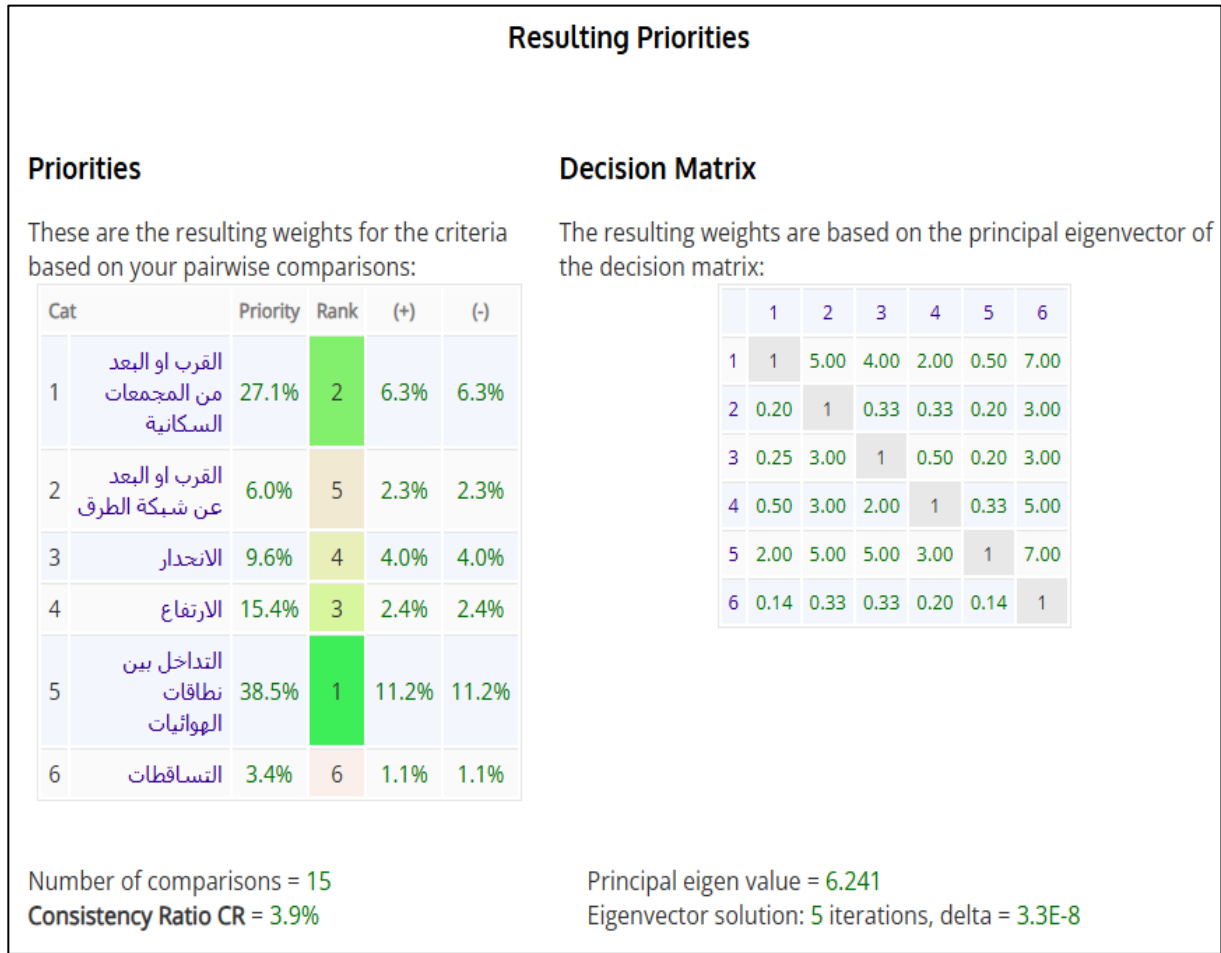 Resulting Priorities
Priorities
These are the resulting weights for the criteria
based on your pairwise comparisons:
Cat Priority Rank (+) (-)
1 القرب او البعد
من المجمعات
السكانية 27.1% 2 6.3% 6.3%
2 القرب او البعد
عن شبكة الطرق 6.0% 5 2.3% 2.3%
3 الانحدار 9.6% 4 4.0% 4.0%
4 الارتفاع 15.4% 3 2.4% 2.4%
5 التداخل بين
نطاقات
الهوائيات 38.5% 1 11.2% 11.2%
6 التساقطات 3.4% 6 1.1% 1.1%
Number of comparisons = 15
Consistency Ratio CR = 3.9%
Decision Matrix
The resulting weights are based on the principal eigenvector of
the decision matrix:
1 2 3 4 5 6
1 1 5.00 4.00 2.00 0.50 7.00
2 0.20 1 0.33 0.33 0.20 3.00
3 0.25 3.00 1 0.50 0.20 3.00
4 0.50 3.00 2.00 1 0.33 5.00
5 2.00 5.00 5.00 3.00 1 7.00
6 0.14 0.33 0.33 0.20 0.14 1
Principal eigen value = 6.241
Eigenvector solution: 5 iterations, delta = 3.3E-8